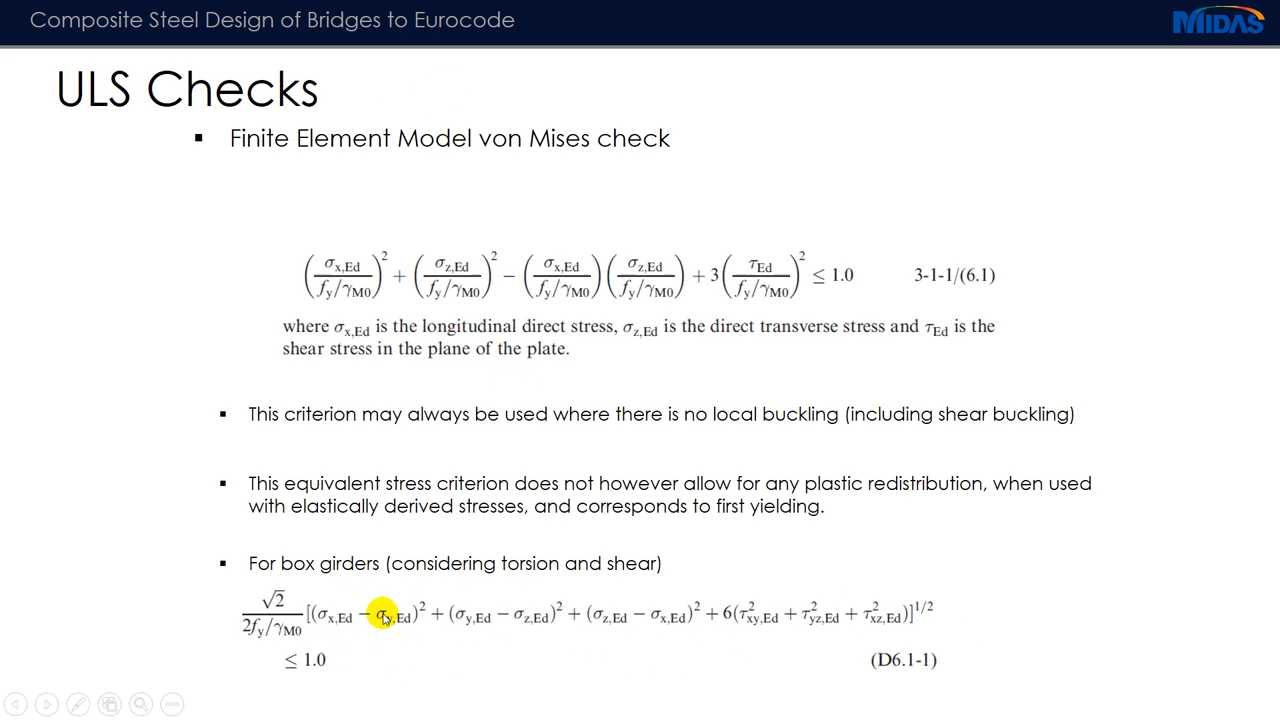 Composite Steel Design of Bridges to Eurocode
MIDAS
ULS Checks
▪ Finite Element Model von Mises check
(σx,Ed / (fy/γM0))² + (σz,Ed / (fy/γM0))² − (σx,Ed / (fy/γM0)) (σz,Ed / (fy/γM0)) + 3 (τEd / (fy/γM0))² ≤ 1.0 3-1-1/(6.1)
where σx,Ed is the longitudinal direct stress, σz,Ed is the direct transverse stress and τEd is the
shear stress in the plane of the plate.
▪ This criterion may always be used where there is no local buckling (including shear buckling)
▪ This equivalent stress criterion does not however allow for any plastic redistribution, when used
with elastically derived stresses, and corresponds to first yielding.
▪ For box girders (considering torsion and shear)
√2 / (2fy/γM0) [(σx,Ed − σy,Ed)² + (σy,Ed − σz,Ed)² + (σz,Ed − σx,Ed)² + 6(τ²xy,Ed + τ²yz,Ed + τ²xz,Ed)]^1/2
≤ 1.0 (D6.1-1)